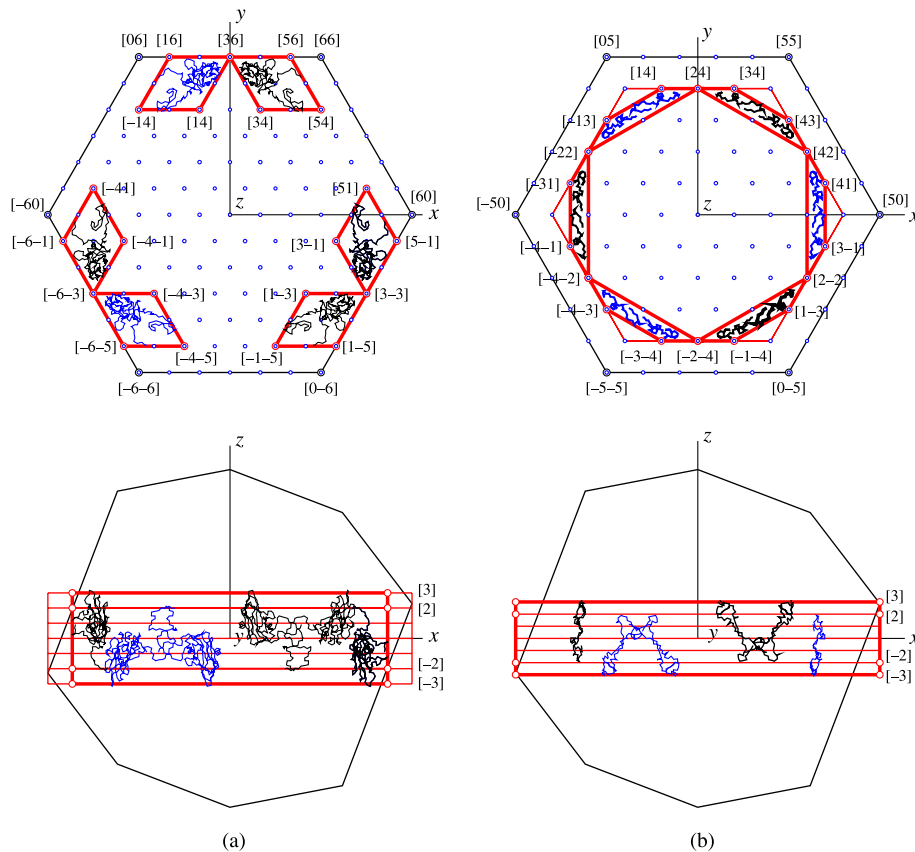 y
y
[06] [16] [36] [56] [66]
[05] [55]
[14] [24] [34]
[–14] [14] [34] [54]
[–13] [43]
[–22] [42]
[–41] [51]
[–31] [41]
[–60] z [60] x
[–50] z [50] x
[–6–1] [–4–1] [3–1] [5–1]
[–4–1] [3–1]
[–4–2] [2–2]
[–6–3] [–4–3] [1–3] [3–3]
[–4–3] [1–3]
[–6–5] [–4–5] [–1–5] [1–5]
[–3–4] [–2–4] [–1–4]
[–6–6] [0–6]
[–5–5] [0–5]
z
z
[3]
[3]
[2]
[2]
y x
y x
[–2]
[–2]
[–3]
[–3]
(a)
(b)